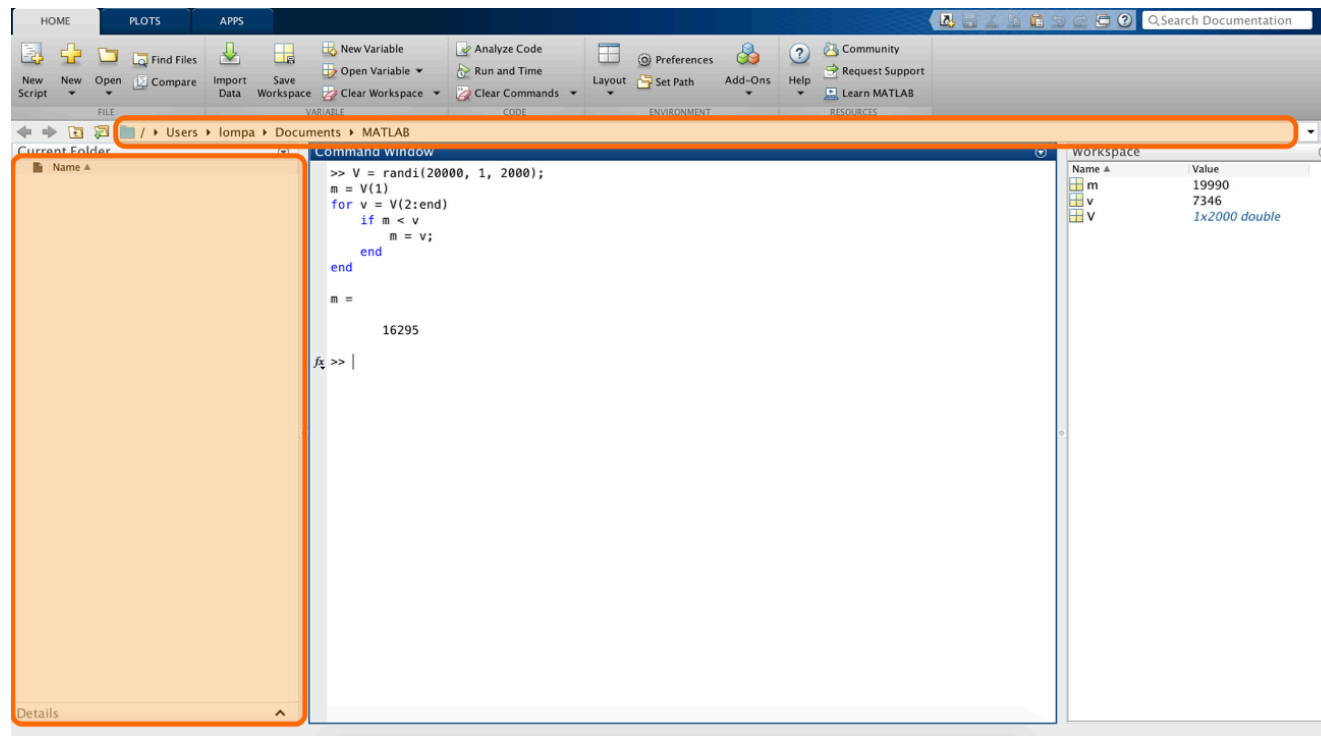 HOME PLOTS APPS
Search Documentation
New Script
New
Open
Find Files
Compare
Import Data
Save Workspace
New Variable
Open Variable
Clear Workspace
Analyze Code
Run and Time
Clear Commands
Layout
Preferences
Set Path
Add-Ons
Help
Community
Request Support
Learn MATLAB
FILE VARIABLE CODE ENVIRONMENT RESOURCES
/ Users lompa Documents MATLAB
Current Folder
Name
Details
Command Window
>> V = randi(20000, 1, 2000);
m = V(1)
for v = V(2:end)
if m < v
m = v;
end
end
m =
16295
fx >>
Workspace
Name Value
m 19990
v 7346
V 1x2000 double